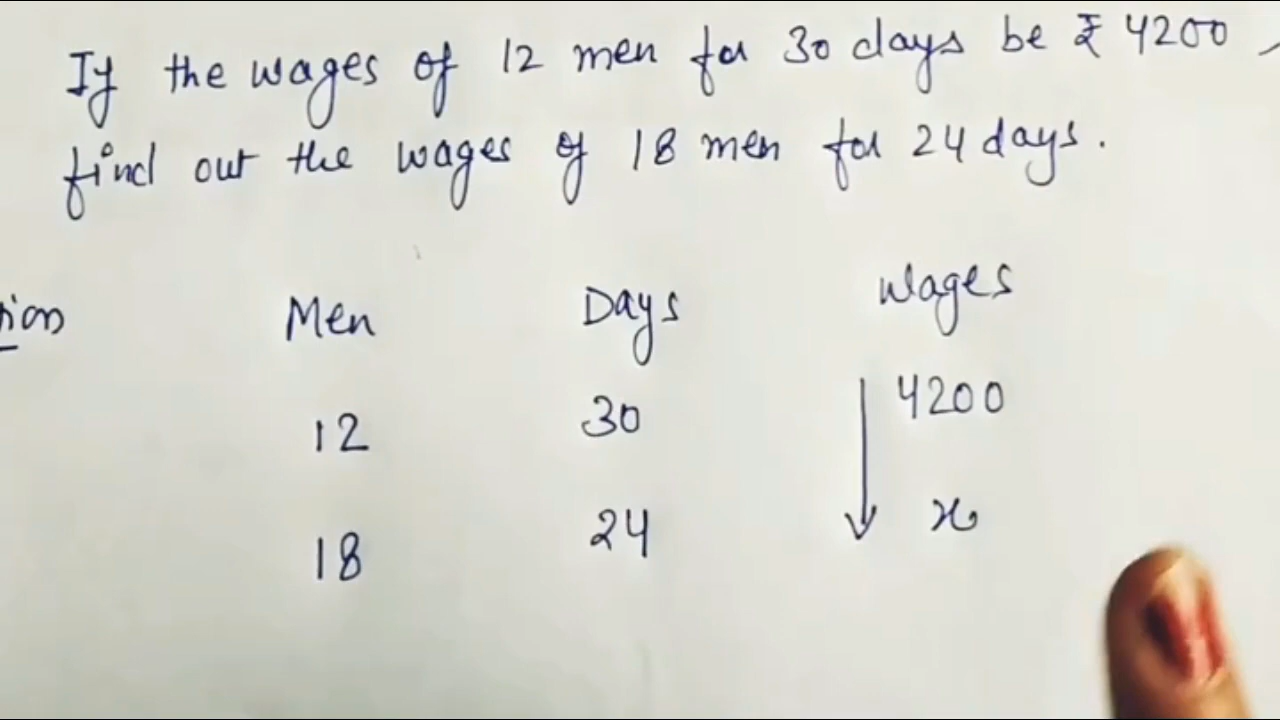 If the wages of 12 men for 30 days be ₹ 4200,
find out the wages of 18 men for 24 days.
Men Days Wages
12 30 4200
18 24 x